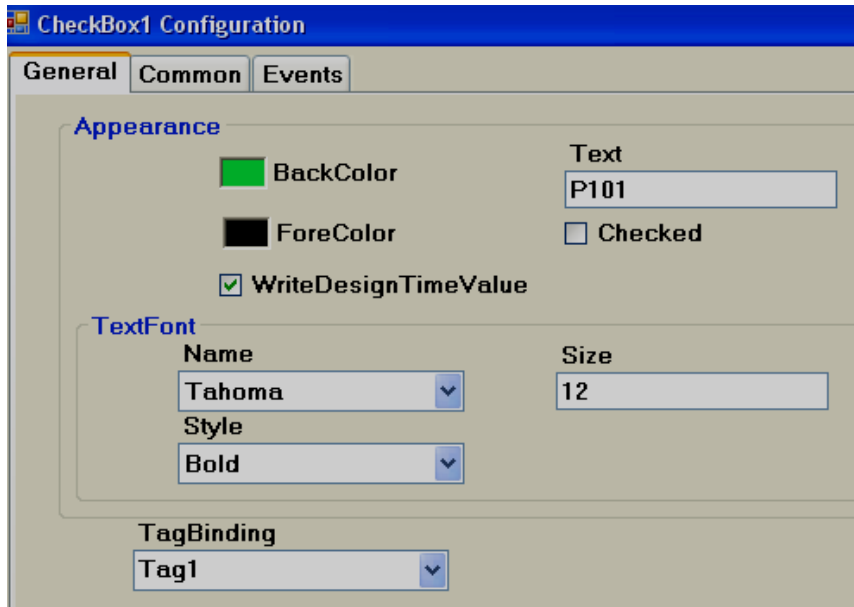 CheckBox1 Configuration
General Common Events
Appearance
BackColor
Text
P101
ForeColor
Checked
WriteDesignTimeValue
TextFont
Name
Size
Tahoma
12
Style
Bold
TagBinding
Tag1